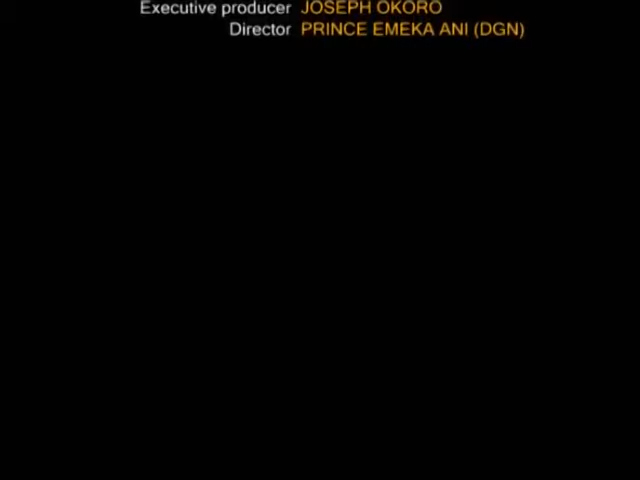 Executive producer JOSEPH OKORO
Director PRINCE EMEKA ANI (DGN)